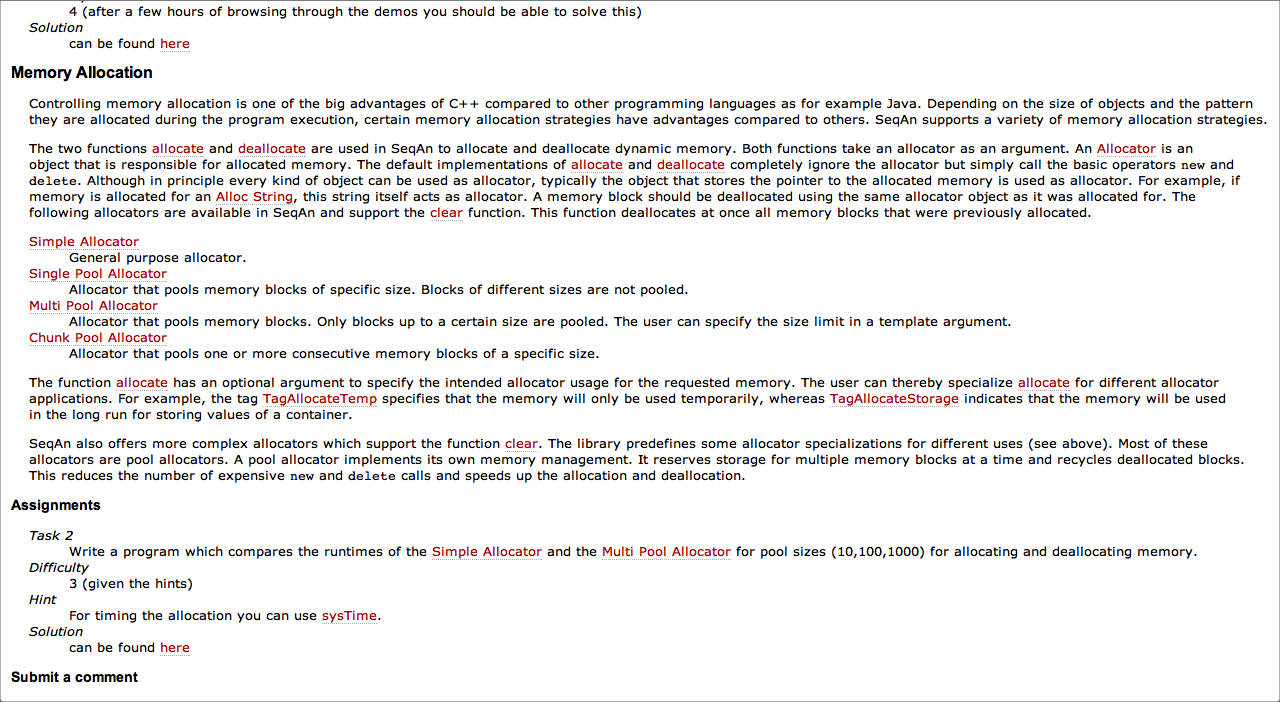 4 (after a few hours of browsing through the demos you should be able to solve this)
Solution
can be found here
Memory Allocation
Controlling memory allocation is one of the big advantages of C++ compared to other programming languages as for example Java. Depending on the size of objects and the pattern
they are allocated during the program execution, certain memory allocation strategies have advantages compared to others. SeqAn supports a variety of memory allocation strategies.
The two functions allocate and deallocate are used in SeqAn to allocate and deallocate dynamic memory. Both functions take an allocator as an argument. An Allocator is an
object that is responsible for allocated memory. The default implementations of allocate and deallocate completely ignore the allocator but simply call the basic operators new and
delete. Although in principle every kind of object can be used as allocator, typically the object that stores the pointer to the allocated memory is used as allocator. For example, if
memory is allocated for an Alloc String, this string itself acts as allocator. A memory block should be deallocated using the same allocator object as it was allocated for. The
following allocators are available in SeqAn and support the clear function. This function deallocates at once all memory blocks that were previously allocated.
Simple Allocator
General purpose allocator.
Single Pool Allocator
Allocator that pools memory blocks of specific size. Blocks of different sizes are not pooled.
Multi Pool Allocator
Allocator that pools memory blocks. Only blocks up to a certain size are pooled. The user can specify the size limit in a template argument.
Chunk Pool Allocator
Allocator that pools one or more consecutive memory blocks of a specific size.
The function allocate has an optional argument to specify the intended allocator usage for the requested memory. The user can thereby specialize allocate for different allocator
applications. For example, the tag TagAllocateTemp specifies that the memory will only be used temporarily, whereas TagAllocateStorage indicates that the memory will be used
in the long run for storing values of a container.
SeqAn also offers more complex allocators which support the function clear. The library predefines some allocator specializations for different uses (see above). Most of these
allocators are pool allocators. A pool allocator implements its own memory management. It reserves storage for multiple memory blocks at a time and recycles deallocated blocks.
This reduces the number of expensive new and delete calls and speeds up the allocation and deallocation.
Assignments
Task 2
Write a program which compares the runtimes of the Simple Allocator and the Multi Pool Allocator for pool sizes (10,100,1000) for allocating and deallocating memory.
Difficulty
3 (given the hints)
Hint
For timing the allocation you can use sysTime.
Solution
can be found here
Submit a comment